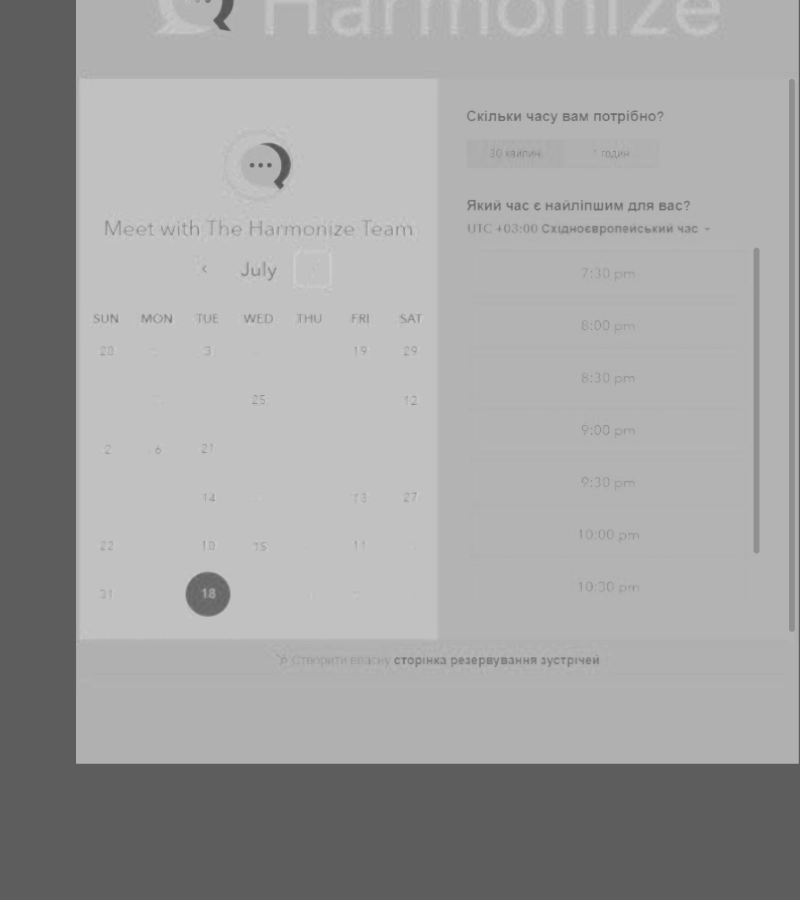 Harmonize
Meet with The Harmonize Team
‹ July
SUN MON TUE WED THU FRI SAT
28 3 19 29
25 12
2 6 21
14 13 27
22 10 15 11
31 18
Скільки часу вам потрібно?
30 хвилин 1 годин
Який час є найліпшим для вас?
UTC +03:00 Східноєвропейський час
7:30 pm
8:00 pm
8:30 pm
9:00 pm
9:30 pm
10:00 pm
10:30 pm
Створити власну сторінка резервування зустрічей